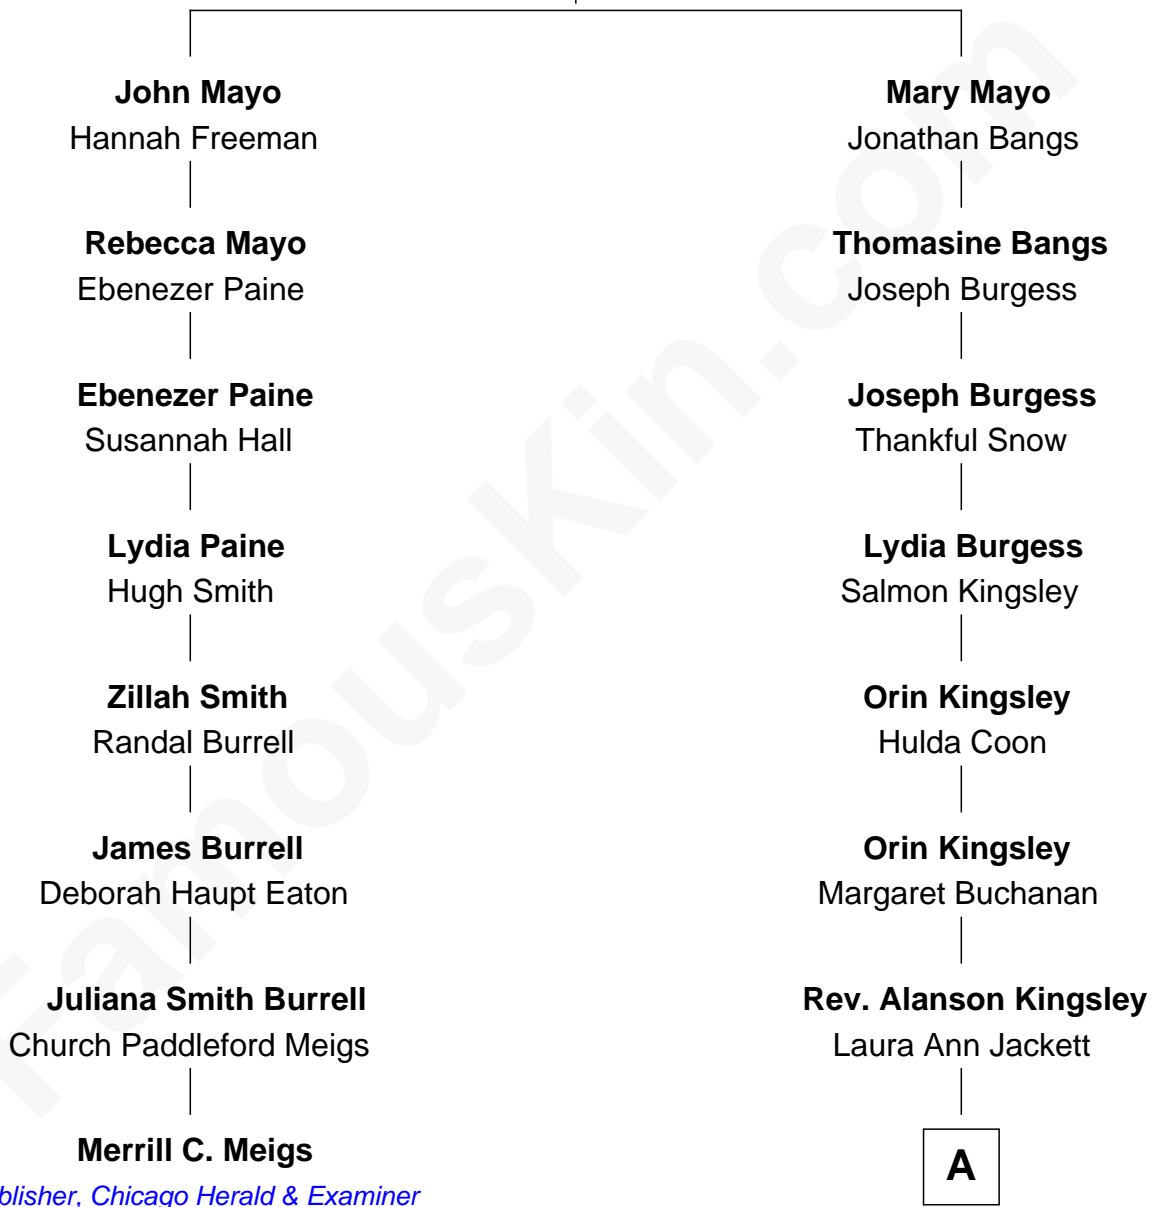 John Mayo
Hannah Freeman
Mary Mayo
Jonathan Bangs
Rebecca Mayo
Ebenezer Paine
Thomasine Bangs
Joseph Burgess
Ebenezer Paine
Susannah Hall
Joseph Burgess
Thankful Snow
Lydia Paine
Hugh Smith
Lydia Burgess
Salmon Kingsley
Zillah Smith
Randal Burrell
Orin Kingsley
Hulda Coon
James Burrell
Deborah Haupt Eaton
Orin Kingsley
Margaret Buchanan
Juliana Smith Burrell
Church Paddleford Meigs
Rev. Alanson Kingsley
Laura Ann Jackett
Merrill C. Meigs
blisher, Chicago Herald & Examiner
A
FamousKin.com